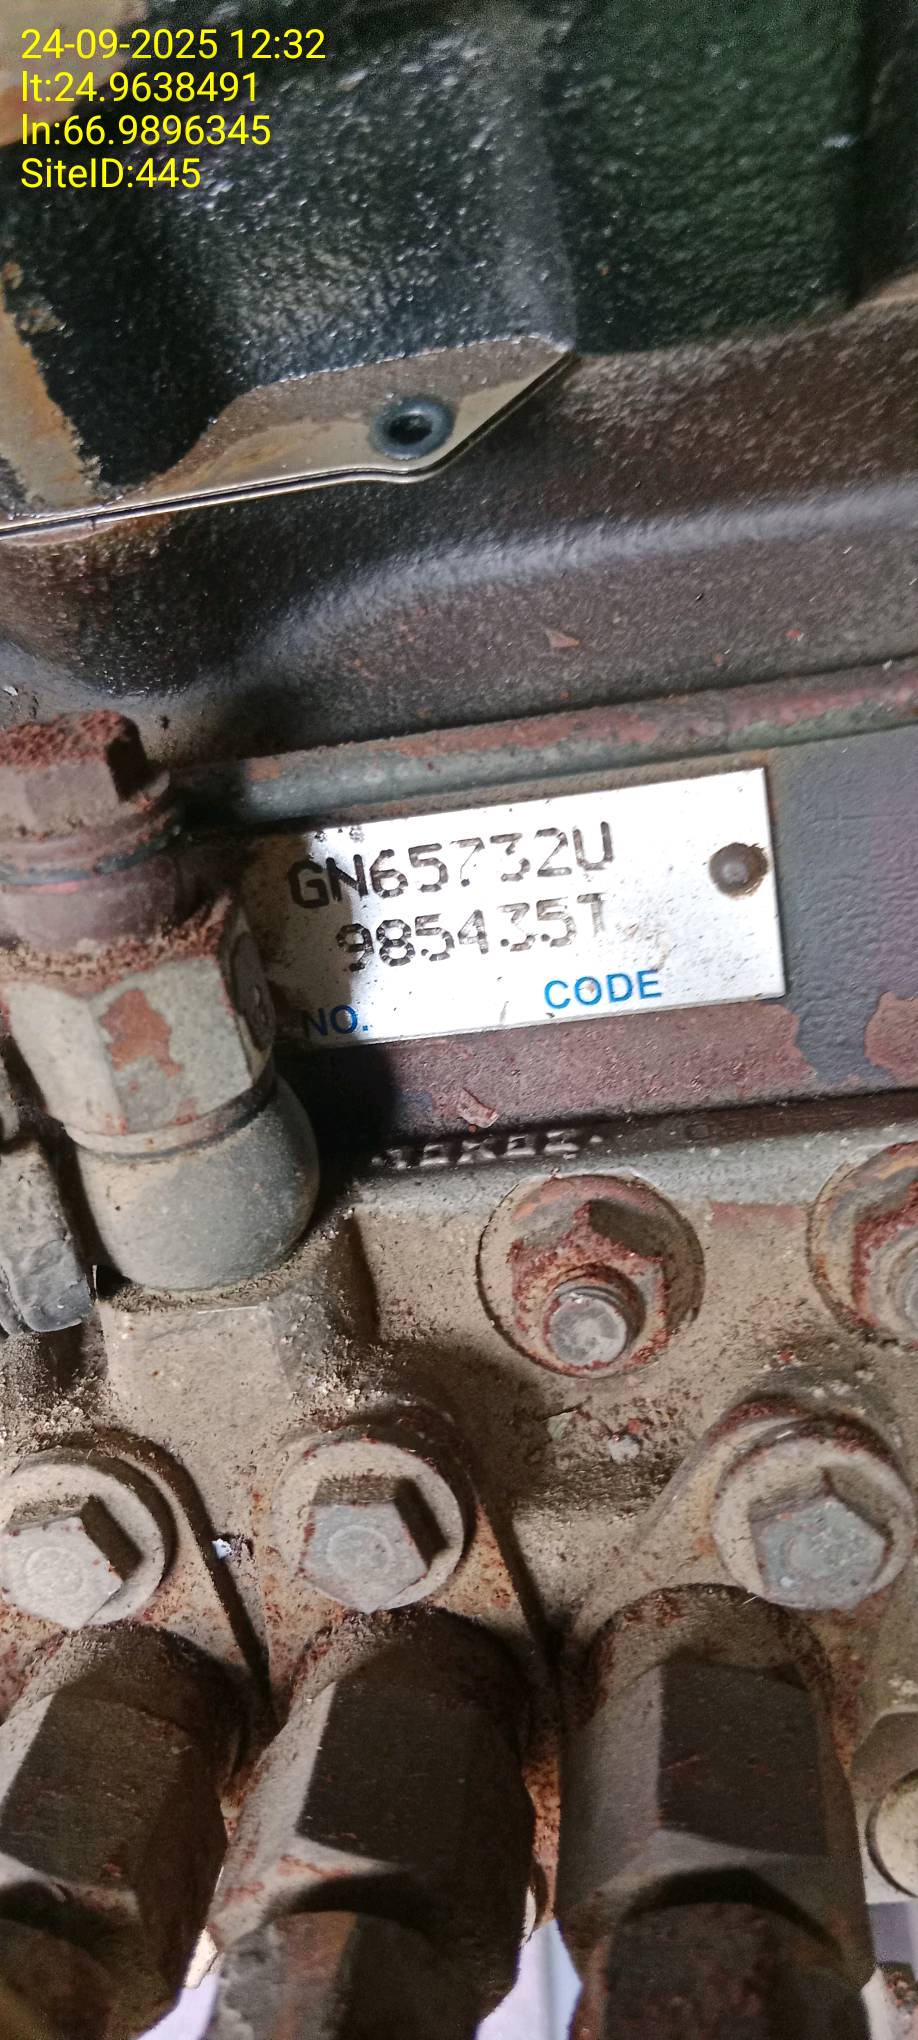 24-09-2025 12:32
lt:24.9638491
ln:66.9896345
SiteID:445
GN65732U
985435T
NO. CODE